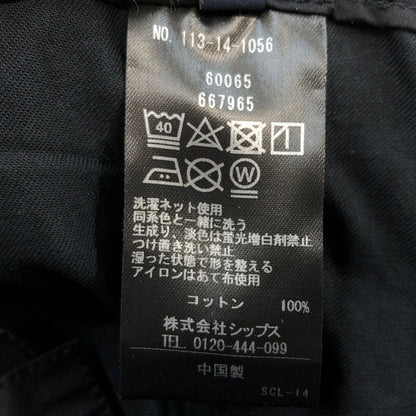 NO. 113-14-1056
60065
667965
40
W
洗濯ネット使用
同系色と一緒に洗う
生成り、淡色は蛍光増白剤禁止
つけ置き洗い禁止
湿った状態で形を整える
アイロンはあて布使用
コットン 100%
株式会社シップス
TEL 0120-444-099
中国製
SCL-14